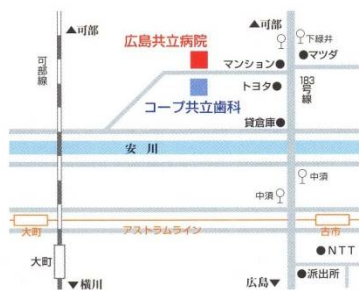 ▲可部
▲可部
広島共立病院
下緑井
マンション
マツダ
可部線
トヨタ
183号線
コープ共立歯科
貸倉庫
安川
中須
中須
アストラムライン
大町
古市
大町
NTT
派出所
▼横川
広島▼